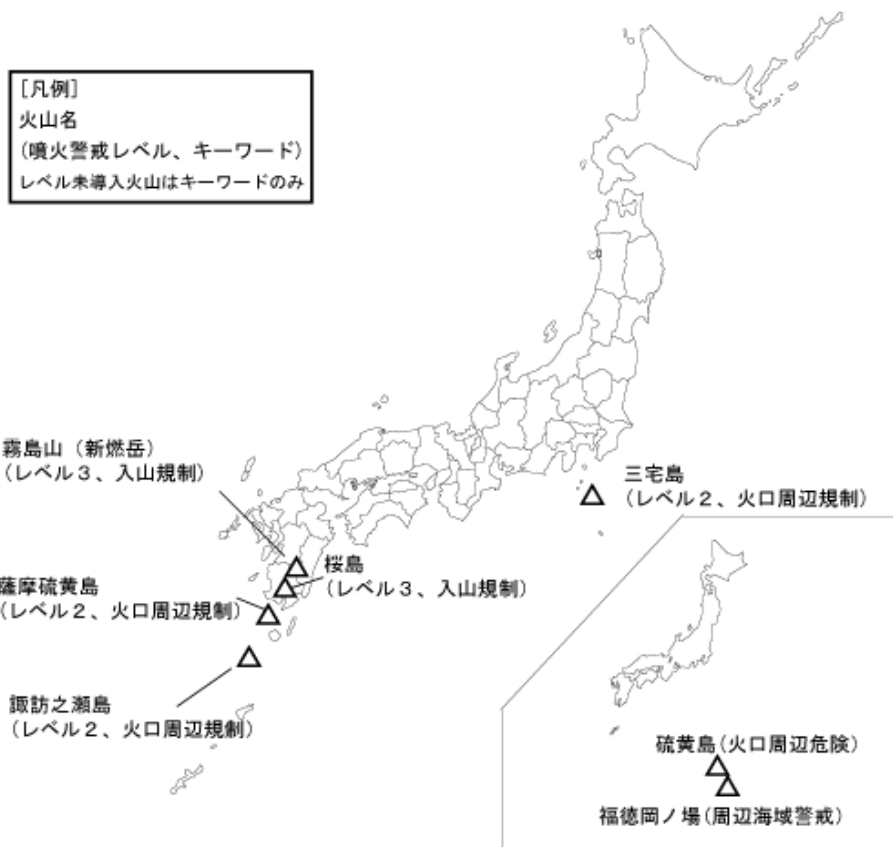 [凡例]
火山名
(噴火警戒レベル、キーワード)
レベル未導入火山はキーワードのみ
霧島山(新燃岳)
(レベル3、入山規制)
三宅島
(レベル2、火口周辺規制)
桜島
(レベル3、入山規制)
薩摩硫黄島
(レベル2、火口周辺規制)
諏訪之瀬島
(レベル2、火口周辺規制)
硫黄島(火口周辺危険)
福徳岡ノ場(周辺海域警戒)